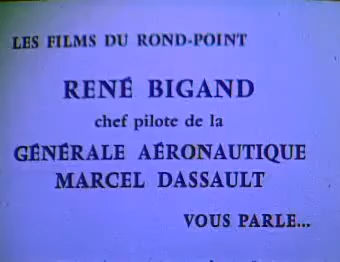 LES FILMS DU ROND-POINT
RENÉ BIGAND
chef pilote de la
GÉNÉRALE AÉRONAUTIQUE
MARCEL DASSAULT
VOUS PARLE...